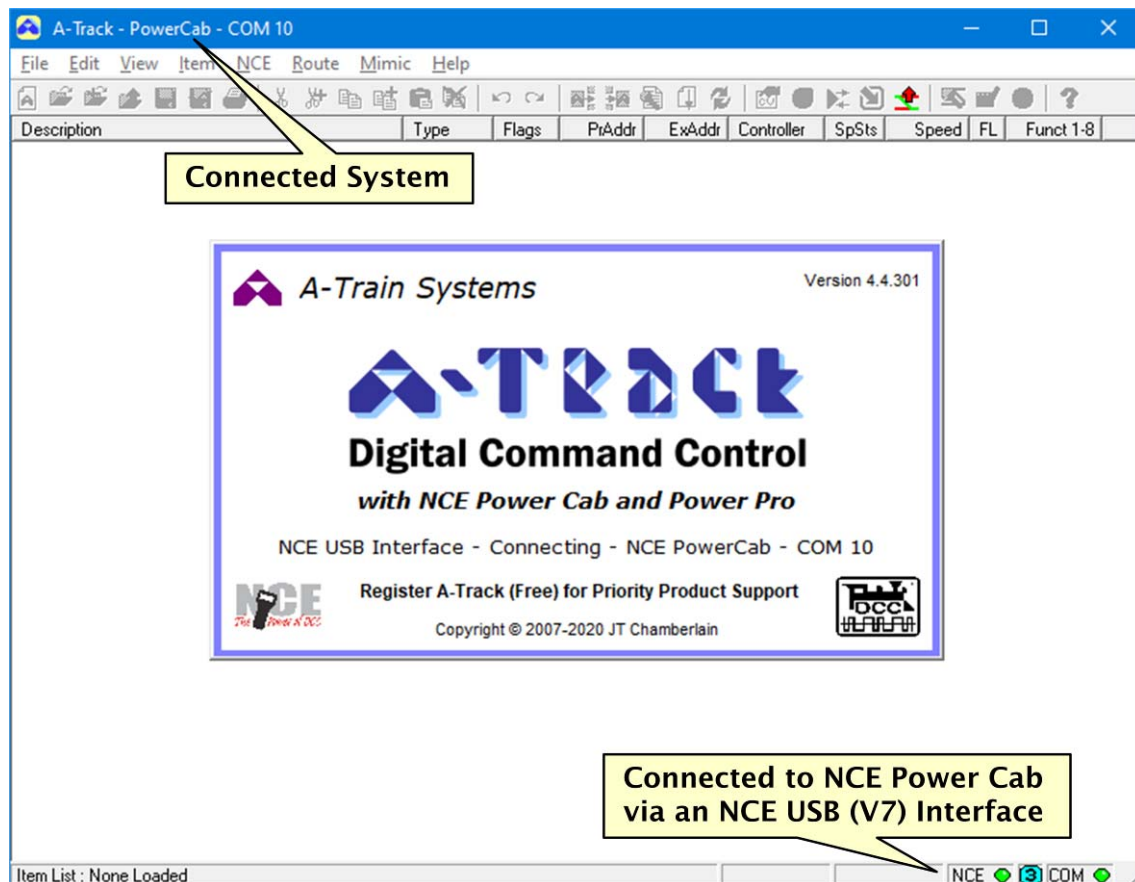 A-Track - PowerCab - COM 10
File Edit View Item NCE Route Mimic Help
Description Type Flags PrAddr ExAddr Controller SpSts Speed FL Funct 1-8
Connected System
A-Train Systems
Version 4.4.301
A-TRACK
Digital Command Control
with NCE Power Cab and Power Pro
NCE USB Interface - Connecting - NCE PowerCab - COM 10
Register A-Track (Free) for Priority Product Support
NCE
The Power of DCC
DCC
Copyright © 2007-2020 JT Chamberlain
Connected to NCE Power Cab
via an NCE USB (V7) Interface
Item List : None Loaded
NCE 3 COM